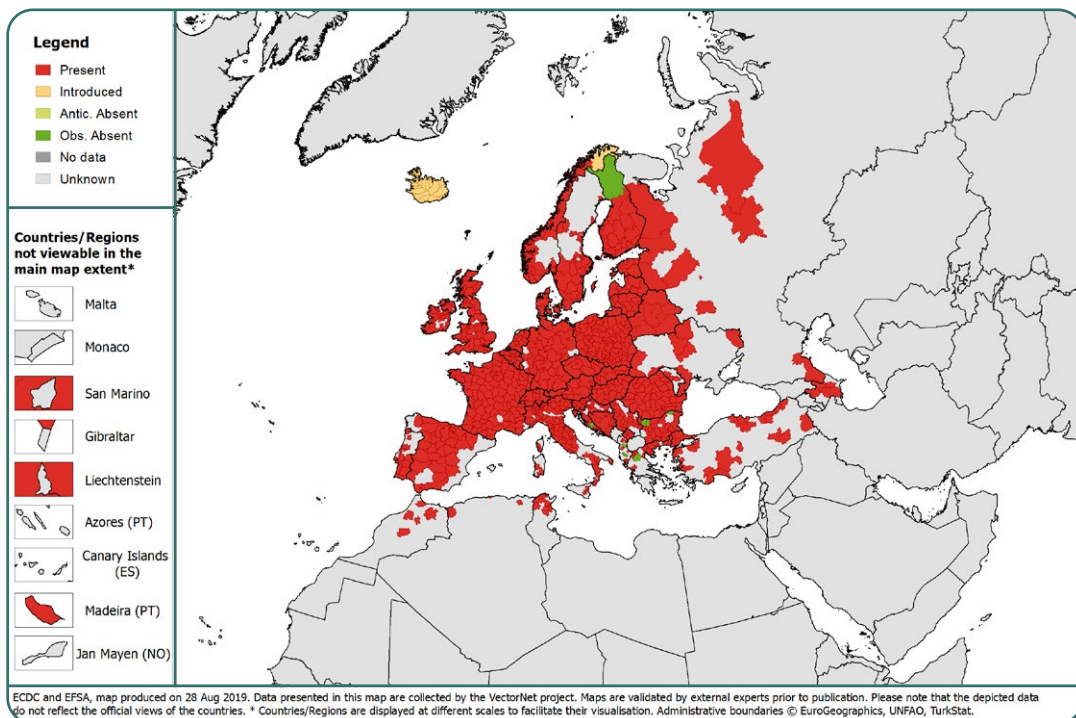 Legend
Present
Introduced
Antic. Absent
Obs. Absent
No data
Unknown
Countries/Regions
not viewable in the
main map extent*
Malta
Monaco
San Marino
Gibraltar
Liechtenstein
Azores (PT)
Canary Islands
(ES)
Madeira (PT)
Jan Mayen (NO)
ECDC and EFSA, map produced on 28 Aug 2019. Data presented in this map are collected by the VectorNet project. Maps are validated by external experts prior to publication. Please note that the depicted data
do not reflect the official views of the countries. * Countries/Regions are displayed at different scales to facilitate their visualisation. Administrative boundaries © EuroGeographics, UNFAO, TurkStat.